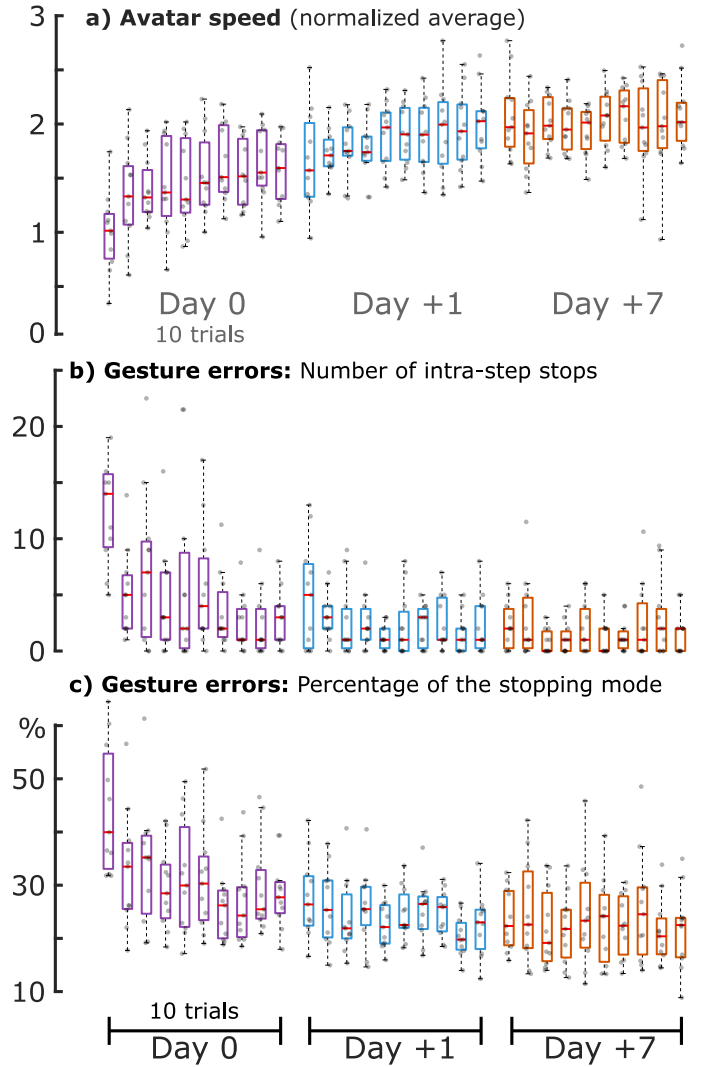 a) Avatar speed (normalized average)
3
2
1
0
Day 0
Day +1
Day +7
10 trials
b) Gesture errors: Number of intra-step stops
20
10
0
c) Gesture errors: Percentage of the stopping mode
%
50
30
10
10 trials
Day 0
Day +1
Day +7